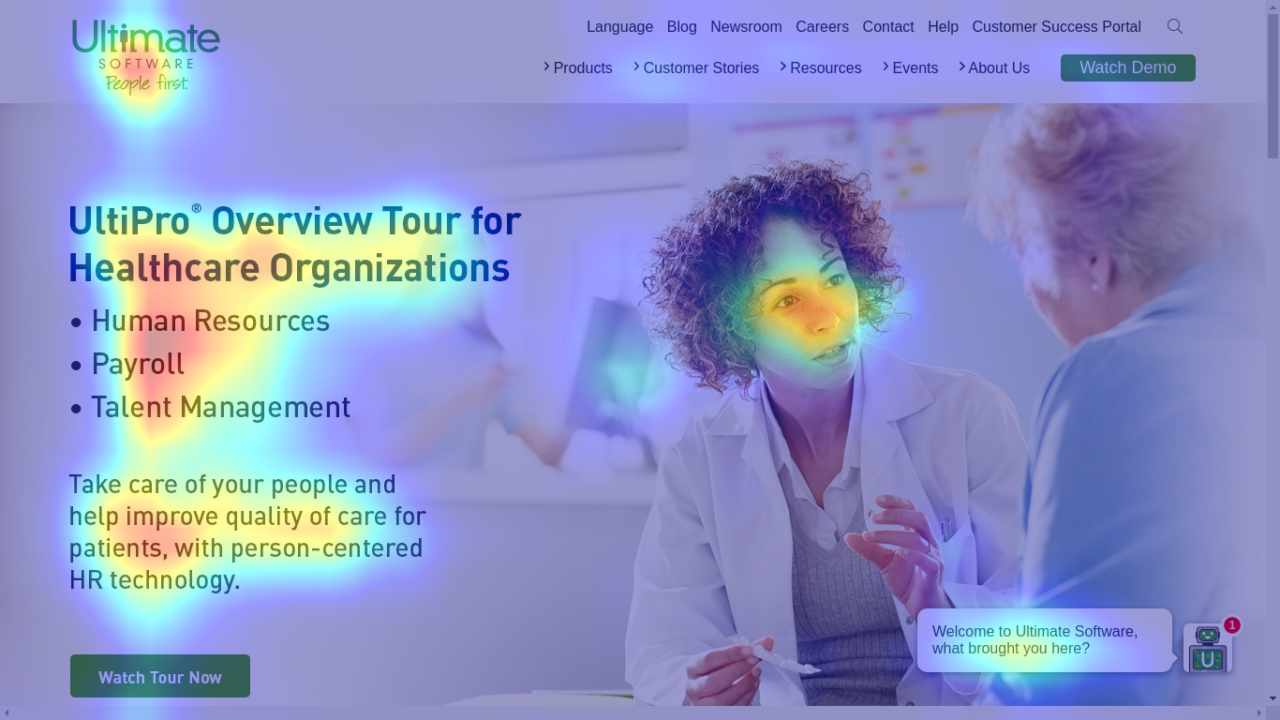 Ultimate
SOFTWARE
People first.
Language Blog Newsroom Careers Contact Help Customer Success Portal
Products Customer Stories Resources Events About Us Watch Demo
UltiPro® Overview Tour for
Healthcare Organizations
• Human Resources
• Payroll
• Talent Management
Take care of your people and
help improve quality of care for
patients, with person-centered
HR technology.
Watch Tour Now
Welcome to Ultimate Software,
what brought you here?
1
U